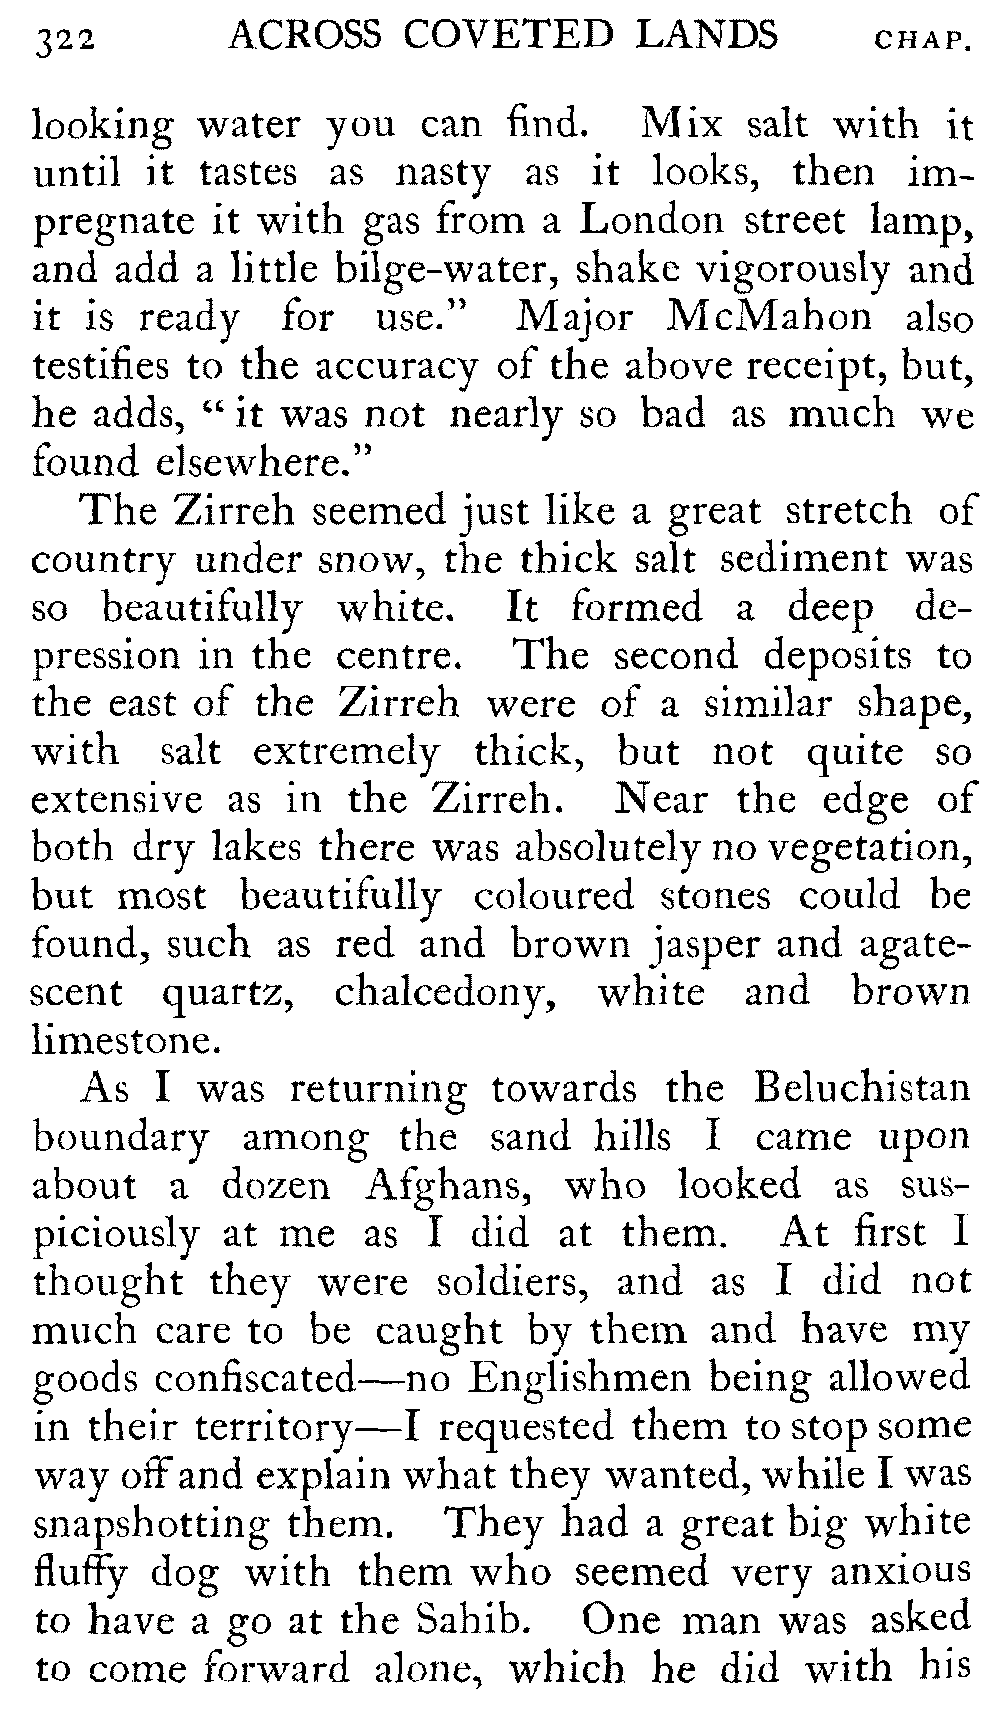 322 ACROSS COVETED LANDS CHAP.
looking water you can find. Mix salt with it
until it tastes as nasty as it looks, then im-
pregnate it with gas from a London street lamp,
and add a little bilge-water, shake vigorously and
it is ready for use.” Major McMahon also
testifies to the accuracy of the above receipt, but,
he adds, “it was not nearly so bad as much we
found elsewhere.”
The Zirreh seemed just like a great stretch of
country under snow, the thick salt sediment was
so beautifully white. It formed a deep de-
pression in the centre. The second deposits to
the east of the Zirreh were of a similar shape,
with salt extremely thick, but not quite so
extensive as in the Zirreh. Near the edge of
both dry lakes there was absolutely no vegetation,
but most beautifully coloured stones could be
found, such as red and brown jasper and agate-
scent quartz, chalcedony, white and brown
limestone.
As I was returning towards the Beluchistan
boundary among the sand hills I came upon
about a dozen Afghans, who looked as sus-
piciously at me as I did at them. At first I
thought they were soldiers, and as I did not
much care to be caught by them and have my
goods confiscated—no Englishmen being allowed
in their territory—I requested them to stop some
way off and explain what they wanted, while I was
snapshotting them. They had a great big white
fluffy dog with them who seemed very anxious
to have a go at the Sahib. One man was asked
to come forward alone, which he did with his